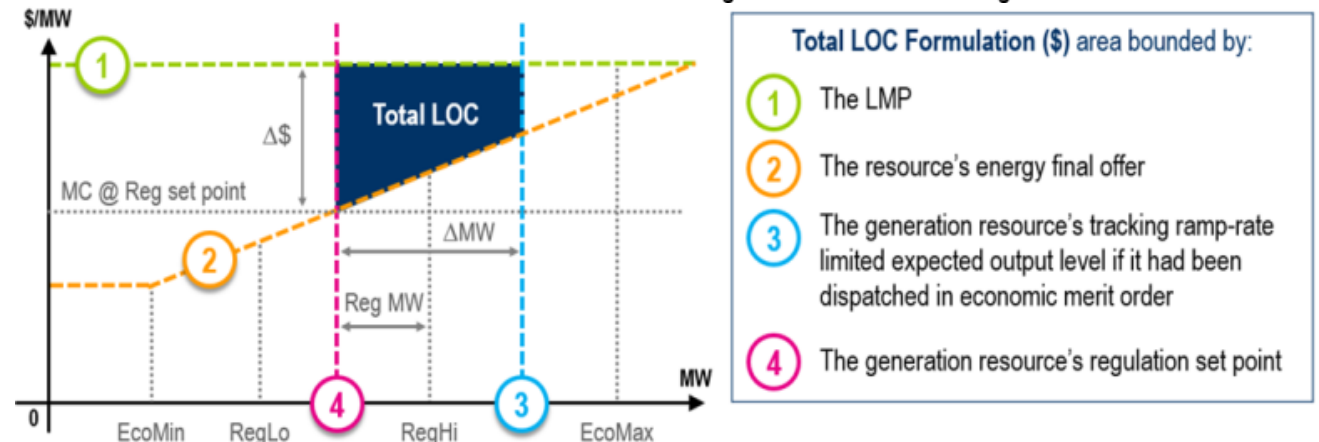 $/MW
1
Total LOC
Δ$
MC @ Reg set point
ΔMW
2
Reg MW
MW
4
3
0
EcoMin
RegLo
RegHi
EcoMax
Total LOC Formulation ($) area bounded by:
1 The LMP
2 The resource's energy final offer
3 The generation resource's tracking ramp-rate
limited expected output level if it had been
dispatched in economic merit order
4 The generation resource's regulation set point